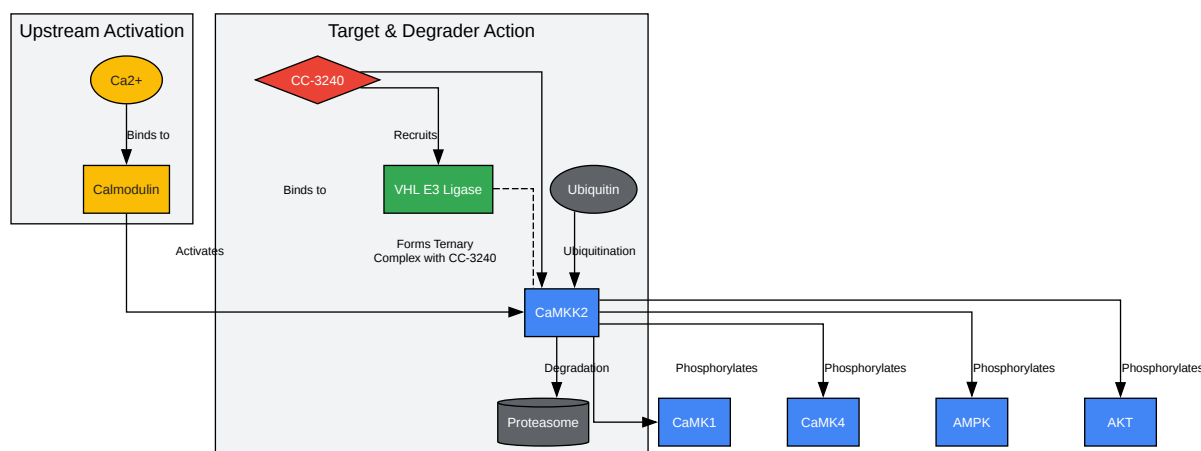 Upstream Activation
Target & Degrader Action
Ca2+
CC-3240
Binds to
Recruits
Calmodulin
Binds to
VHL E3 Ligase
Ubiquitin
Activates
Forms Ternary
Complex with CC-3240
Ubiquitination
CaMKK2
Degradation
Phosphorylates
Phosphorylates
Phosphorylates
Phosphorylates
Proteasome
CaMK1
CaMK4
AMPK
AKT